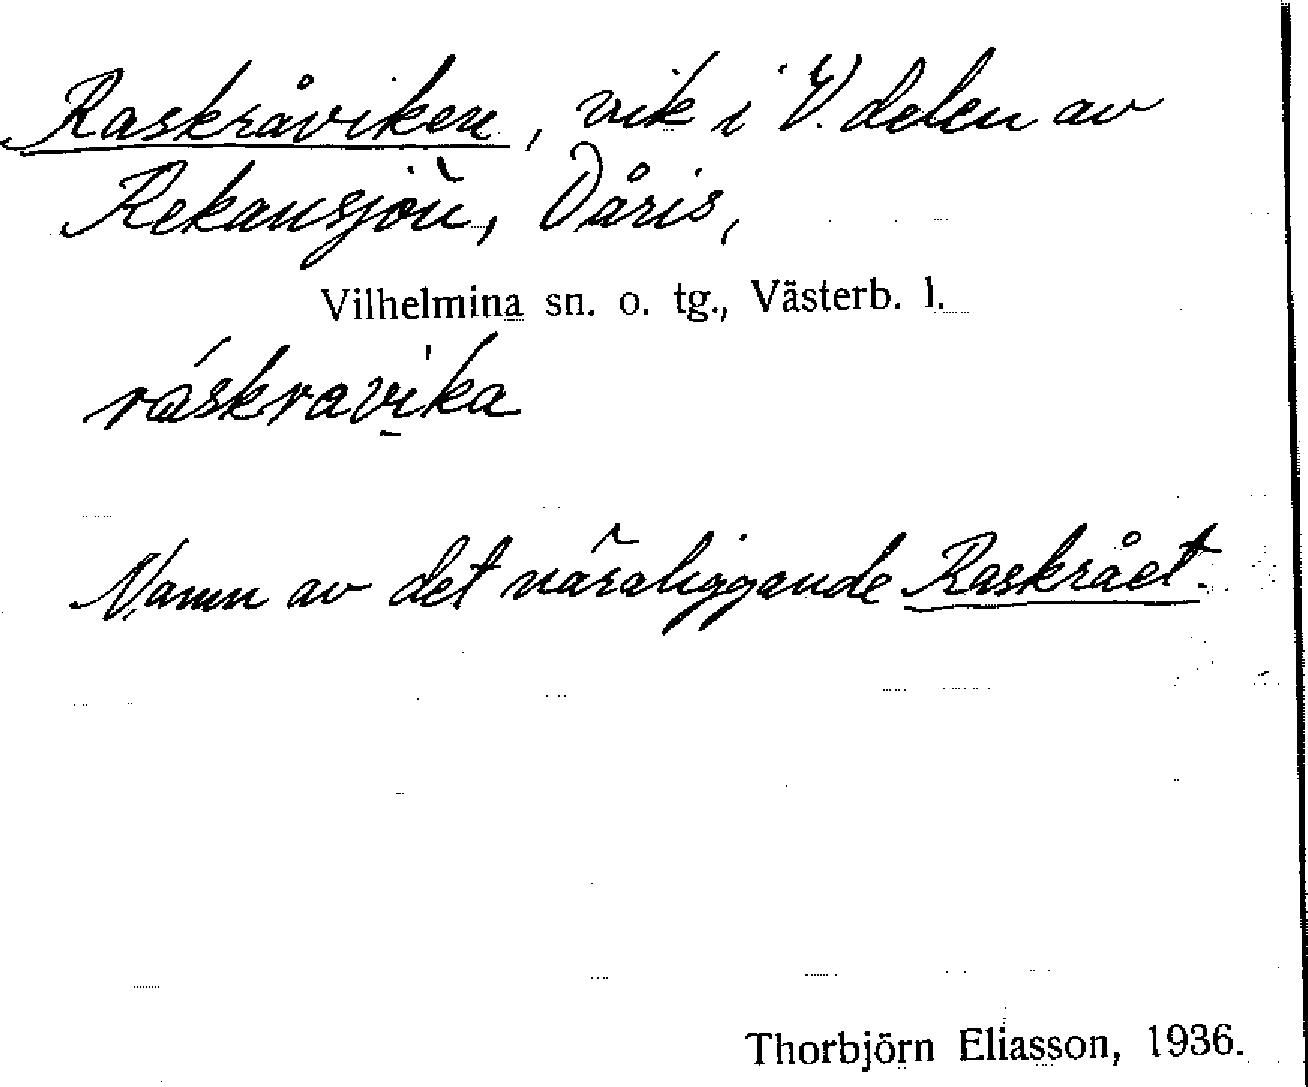 Raskråviken, vik i V. delen av
Rekansjön, Dåris,
Vilhelmina sn. o. tg., Västerb. l.
ráskravika
Namn av det näraliggande Raskrået.
Thorbjörn Eliasson, 1936.